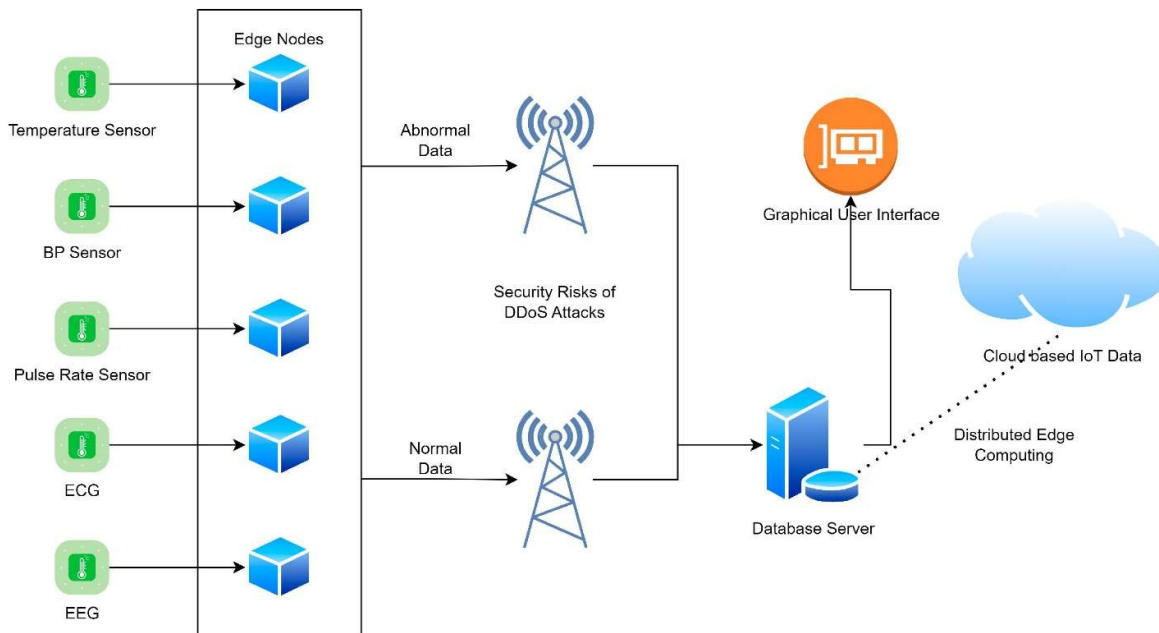 Edge Nodes
Temperature Sensor
BP Sensor
Pulse Rate Sensor
ECG
EEG
Abnormal
Data
Security Risks of
DDoS Attacks
Normal
Data
Graphical User Interface
Cloud based IoT Data
Distributed Edge
Computing
Database Server